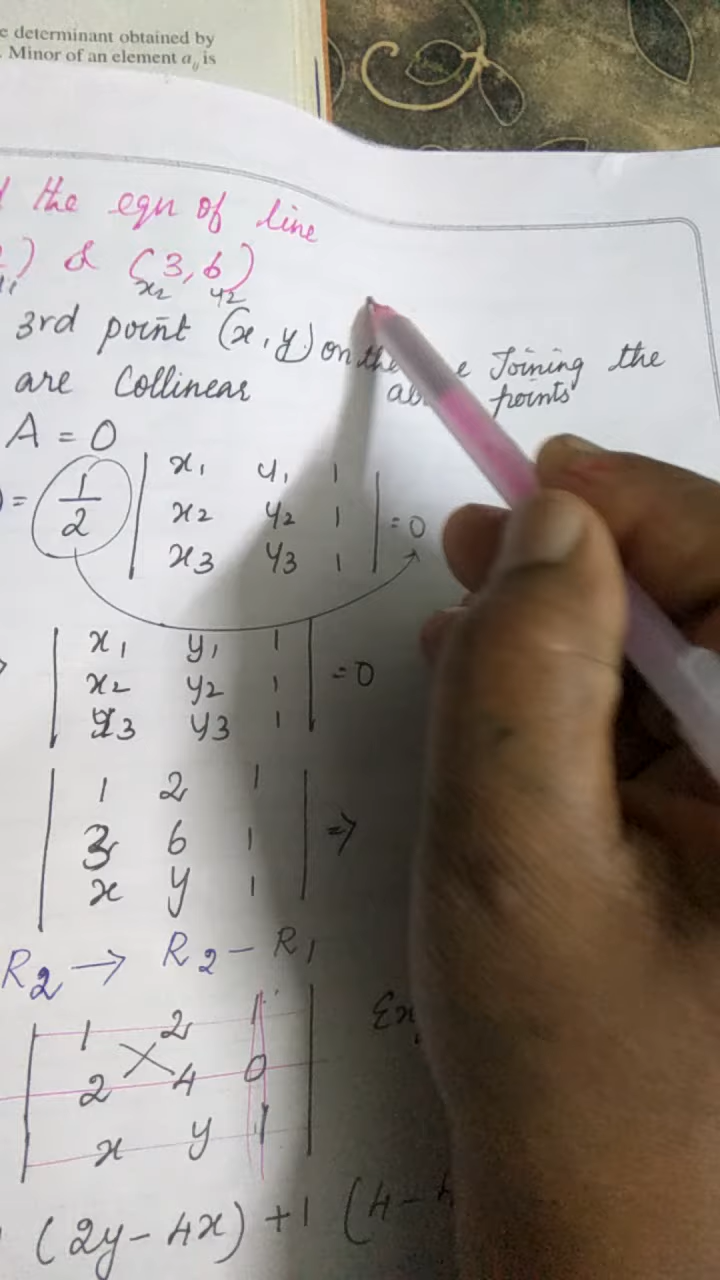 e determinant obtained by
. Minor of an element aᵢⱼ is
the eqn of line
) & (3, 6)
x₂ y₂
3rd point (x, y) on the Joining the
are Collinear points
A = 0
= 1/2 | x₁ y₁ 1 |
| x₂ y₂ 1 | = 0
| x₃ y₃ 1 |
| x₁ y₁ 1 |
| x₂ y₂ 1 | = 0
| x₃ y₃ 1 |
| 1 2 1 |
| 3 6 1 | ⇒
| x y 1 |
R₂ → R₂ - R₁
| 1 2 1 |
| 2 4 0 |
| x y 1 |
(2y - 4x) + 1 (4 -